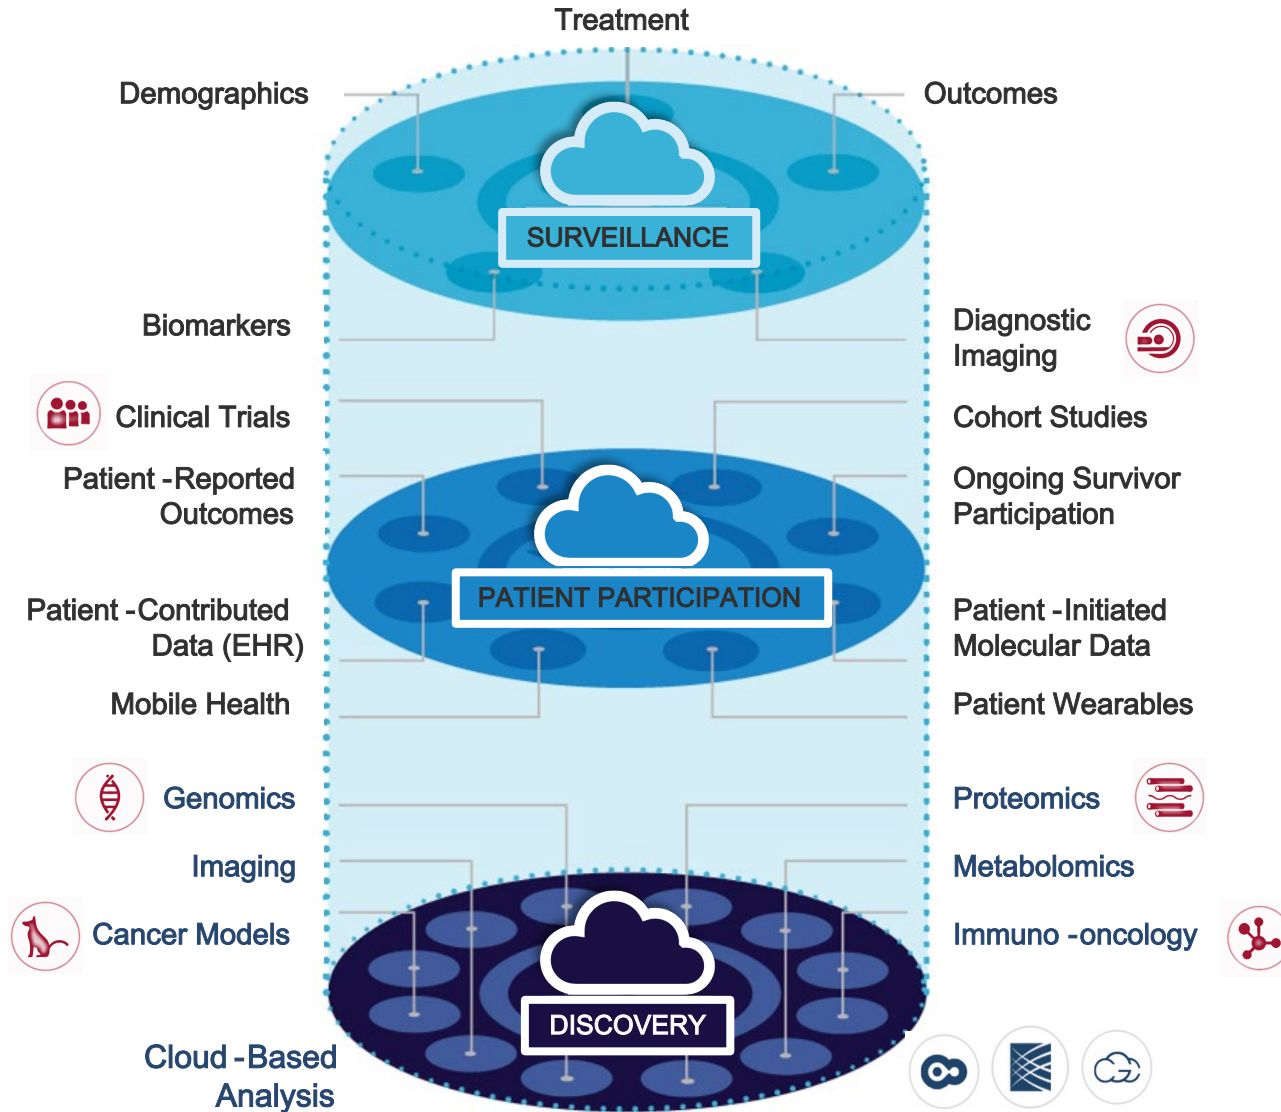 Treatment
Demographics
Outcomes
SURVEILLANCE
Biomarkers
Diagnostic
Imaging
Clinical Trials
Cohort Studies
Patient -Reported
Outcomes
Ongoing Survivor
Participation
PATIENT PARTICIPATION
Patient -Contributed
Data (EHR)
Patient -Initiated
Molecular Data
Mobile Health
Patient Wearables
Genomics
Proteomics
Imaging
Metabolomics
Cancer Models
Immuno -oncology
DISCOVERY
Cloud -Based
Analysis